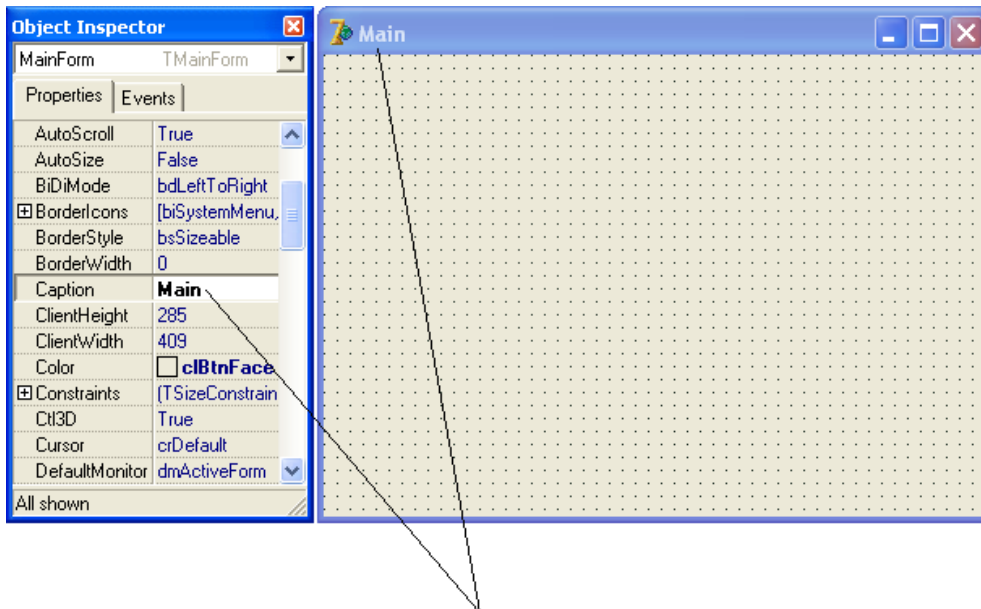 Object Inspector
MainForm TMainForm
Properties Events
AutoScroll True
AutoSize False
BiDiMode bdLeftToRight
BorderIcons [biSystemMenu,
BorderStyle bsSizeable
BorderWidth 0
Caption Main
ClientHeight 285
ClientWidth 409
Color clBtnFace
Constraints (TSizeConstrain
Ctl3D True
Cursor crDefault
DefaultMonitor dmActiveForm
All shown
Main